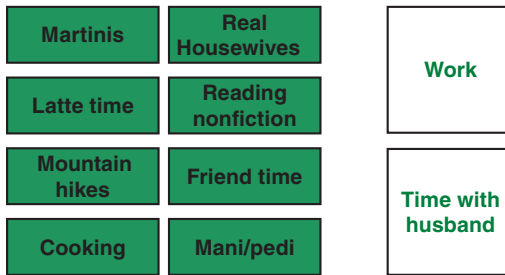 Martinis
Real
Housewives
Work
Latte time
Reading
nonfiction
Mountain
hikes
Friend time
Time with
husband
Cooking
Mani/pedi